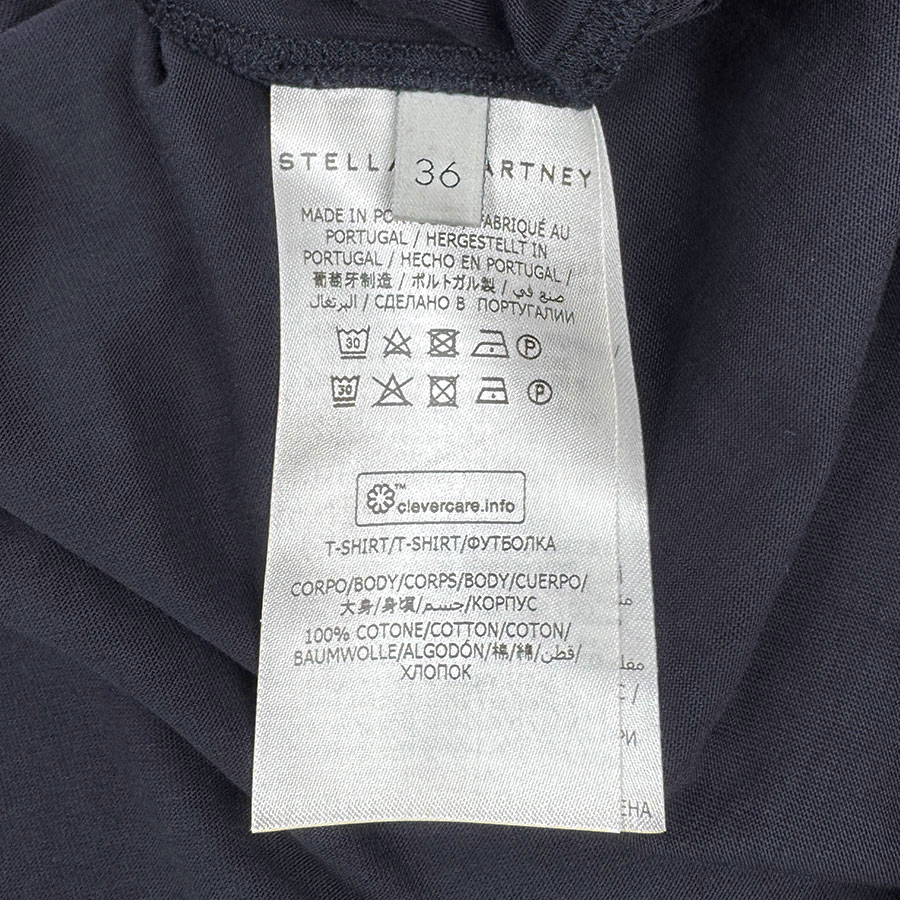 STELLA ARTNEY
36
MADE IN PO FABRIQUÉ AU
PORTUGAL / HERGESTELLT IN
PORTUGAL / HECHO EN PORTUGAL /
葡萄牙制造 / ポルトガル製 / صنع في
البرتغال / СДЕЛАНО В ПОРТУГАЛИИ
30 P
30 P
™
clevercare.info
T-SHIRT/T-SHIRT/ФУТБОЛКА
CORPO/BODY/CORPS/BODY/CUERPO/
大身/身頃/جسم/КОРПУС
100% COTONE/COTTON/COTON/
BAUMWOLLE/ALGODÓN/棉/綿/قطن/
ХЛОПОК